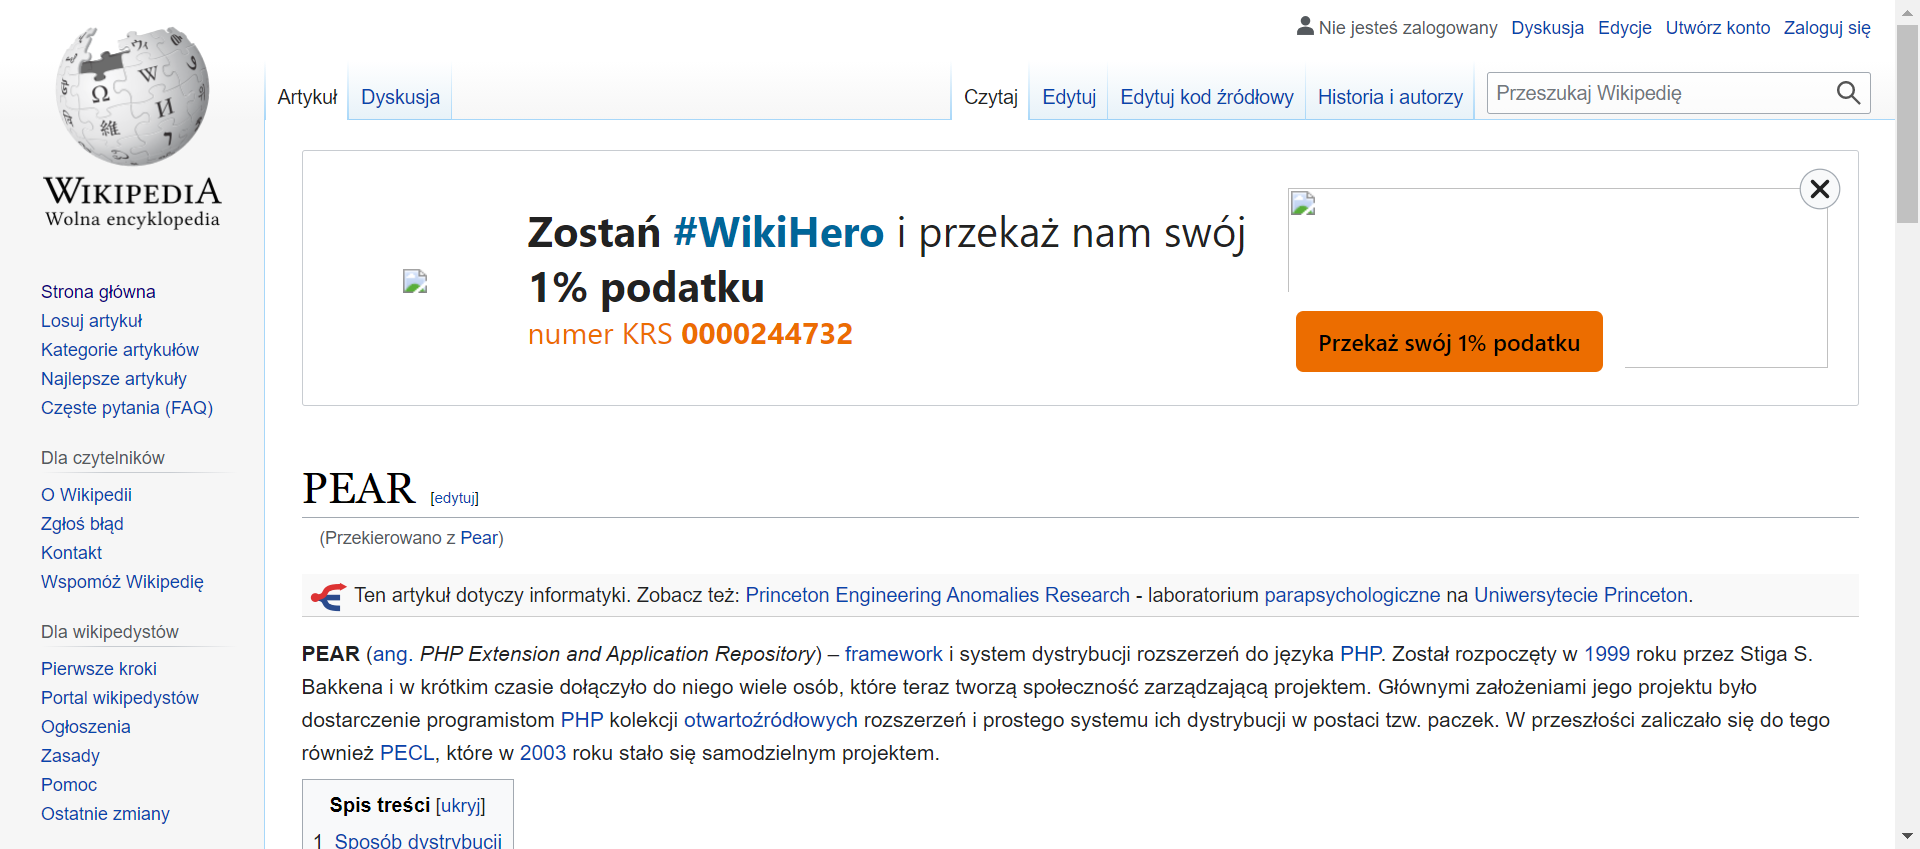 Nie jesteś zalogowany Dyskusja Edycje Utwórz konto Zaloguj się
Artykuł Dyskusja Czytaj Edytuj Edytuj kod źródłowy Historia i autorzy Przeszukaj Wikipedię
WIKIPEDIA
Wolna encyklopedia
Strona główna
Losuj artykuł
Kategorie artykułów
Najlepsze artykuły
Częste pytania (FAQ)
Dla czytelników
O Wikipedii
Zgłoś błąd
Kontakt
Wspomóż Wikipedię
Dla wikipedystów
Pierwsze kroki
Portal wikipedystów
Ogłoszenia
Zasady
Pomoc
Ostatnie zmiany
Zostań #WikiHero i przekaż nam swój
1% podatku
numer KRS 0000244732
Przekaż swój 1% podatku
PEAR [edytuj]
(Przekierowano z Pear)
Ten artykuł dotyczy informatyki. Zobacz też: Princeton Engineering Anomalies Research - laboratorium parapsychologiczne na Uniwersytecie Princeton.
PEAR (ang. PHP Extension and Application Repository) – framework i system dystrybucji rozszerzeń do języka PHP. Został rozpoczęty w 1999 roku przez Stiga S.
Bakkena i w krótkim czasie dołączyło do niego wiele osób, które teraz tworzą społeczność zarządzającą projektem. Głównymi założeniami jego projektu było
dostarczenie programistom PHP kolekcji otwartoźródłowych rozszerzeń i prostego systemu ich dystrybucji w postaci tzw. paczek. W przeszłości zaliczało się do tego
również PECL, które w 2003 roku stało się samodzielnym projektem.
Spis treści [ukryj]
1 Sposób dystrybucji